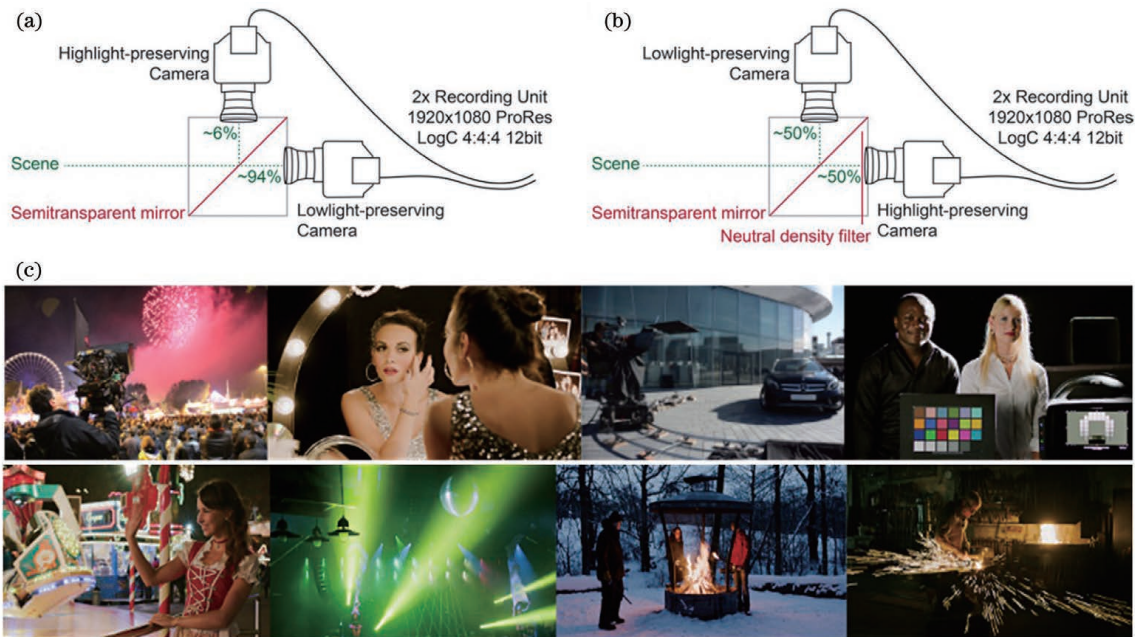 (a)
Highlight-preserving
Camera
2x Recording Unit
1920x1080 ProRes
LogC 4:4:4 12bit
~6%
Scene
~94%
Semitransparent mirror
Lowlight-preserving
Camera
(b)
Lowlight-preserving
Camera
2x Recording Unit
1920x1080 ProRes
LogC 4:4:4 12bit
~50%
Scene
~50%
Semitransparent mirror
Highlight-preserving
Camera
Neutral density filter
(c)